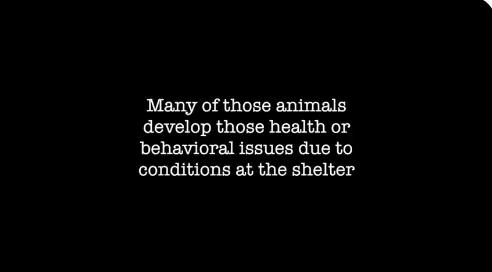 Many of those animals
develop those health or
behavioral issues due to
conditions at the shelter